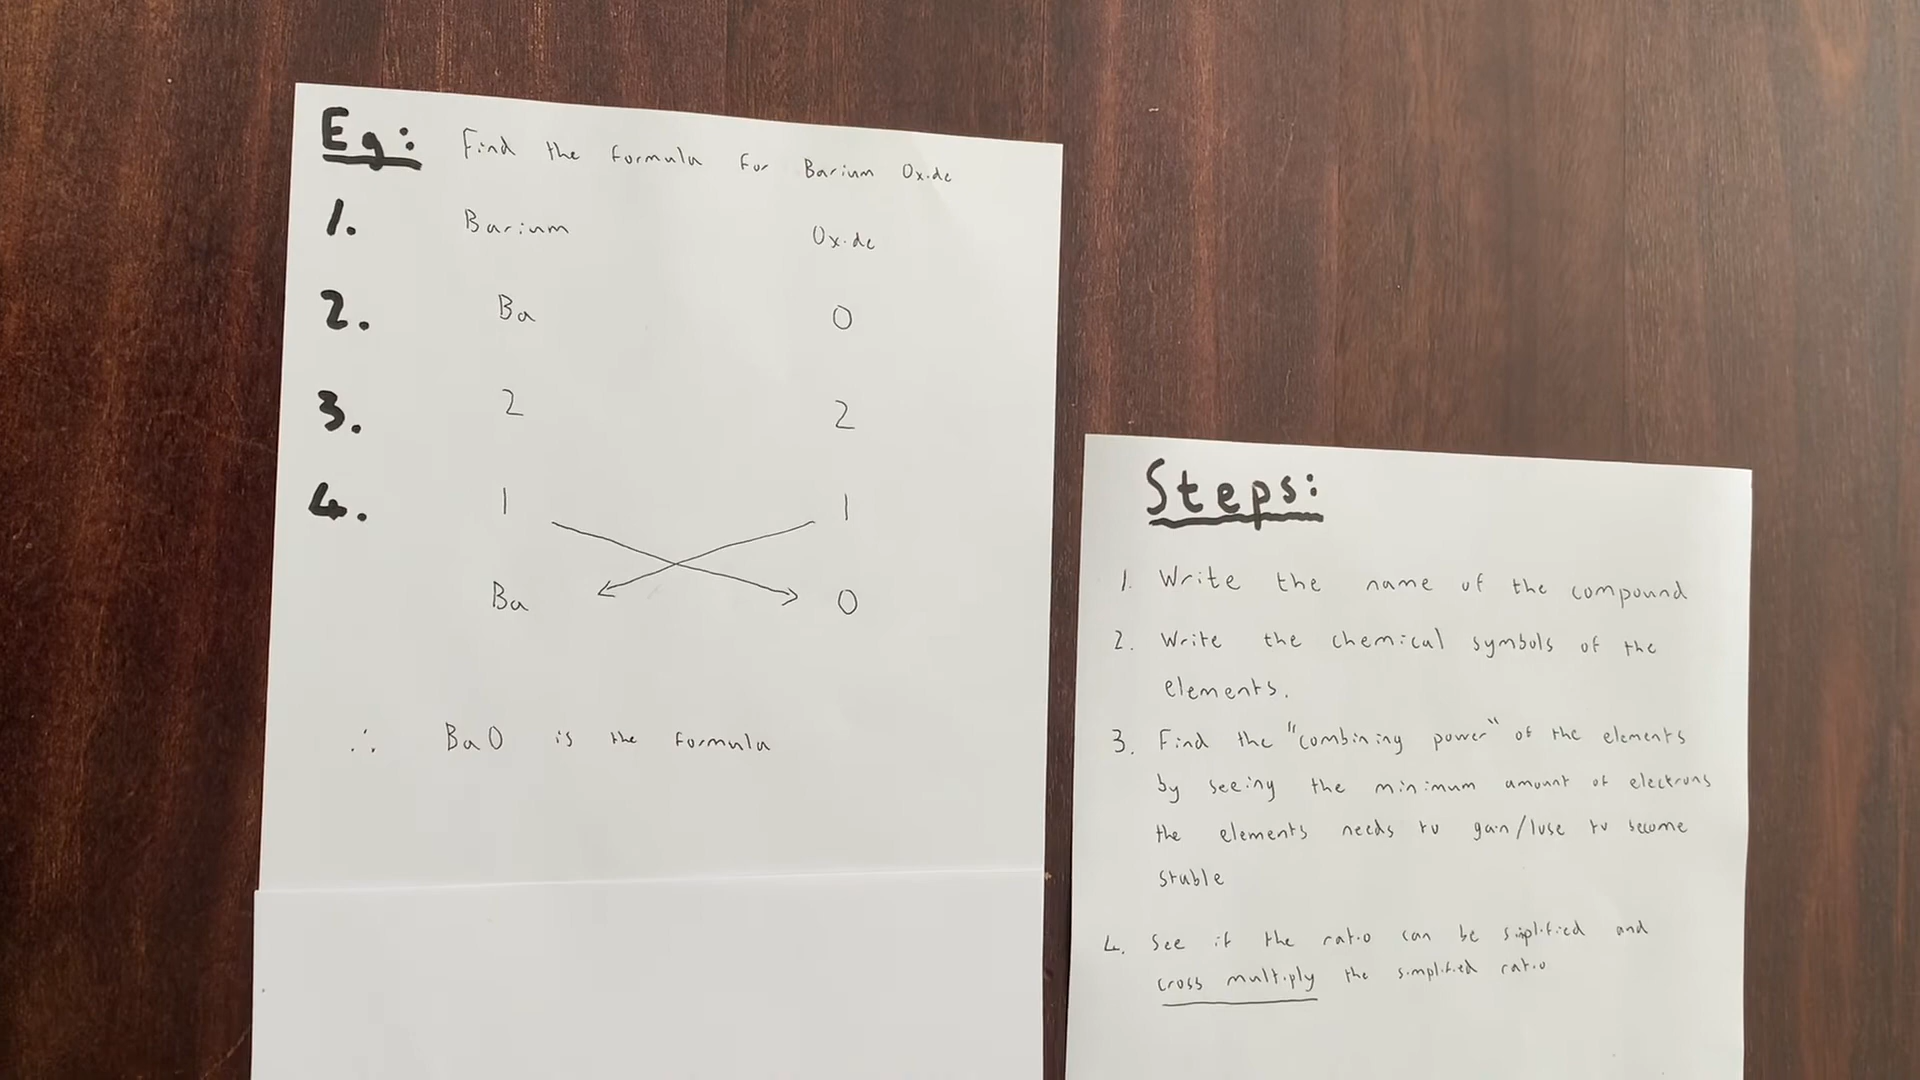 Eg: Find the formula for Barium Oxide
1. Barium Oxide
2. Ba O
3. 2 2
4. 1 1
Ba O
∴ BaO is the formula
Steps:
1. Write the name of the compound
2. Write the chemical symbols of the
elements.
3. Find the "combining power" of the elements
by seeing the minimum amount of electrons
the elements needs to gain/lose to become
stable
4. See if the ratio can be siplified and
cross multiply the simplified ratio